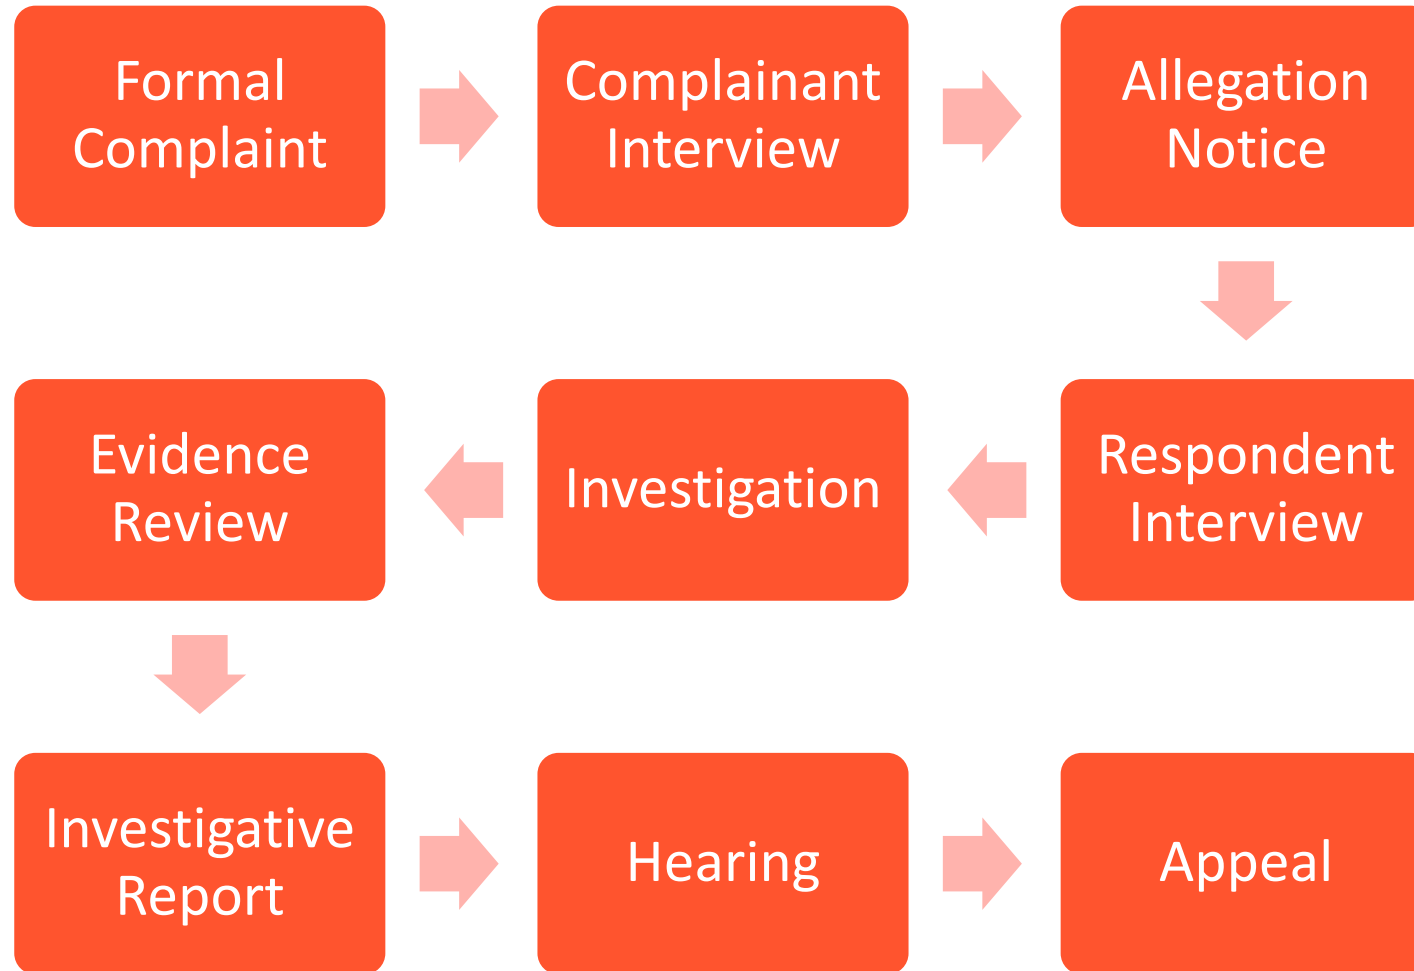 Formal
Complaint
Complainant
Interview
Allegation
Notice
Respondent
Interview
Investigation
Evidence
Review
Investigative
Report
Hearing
Appeal